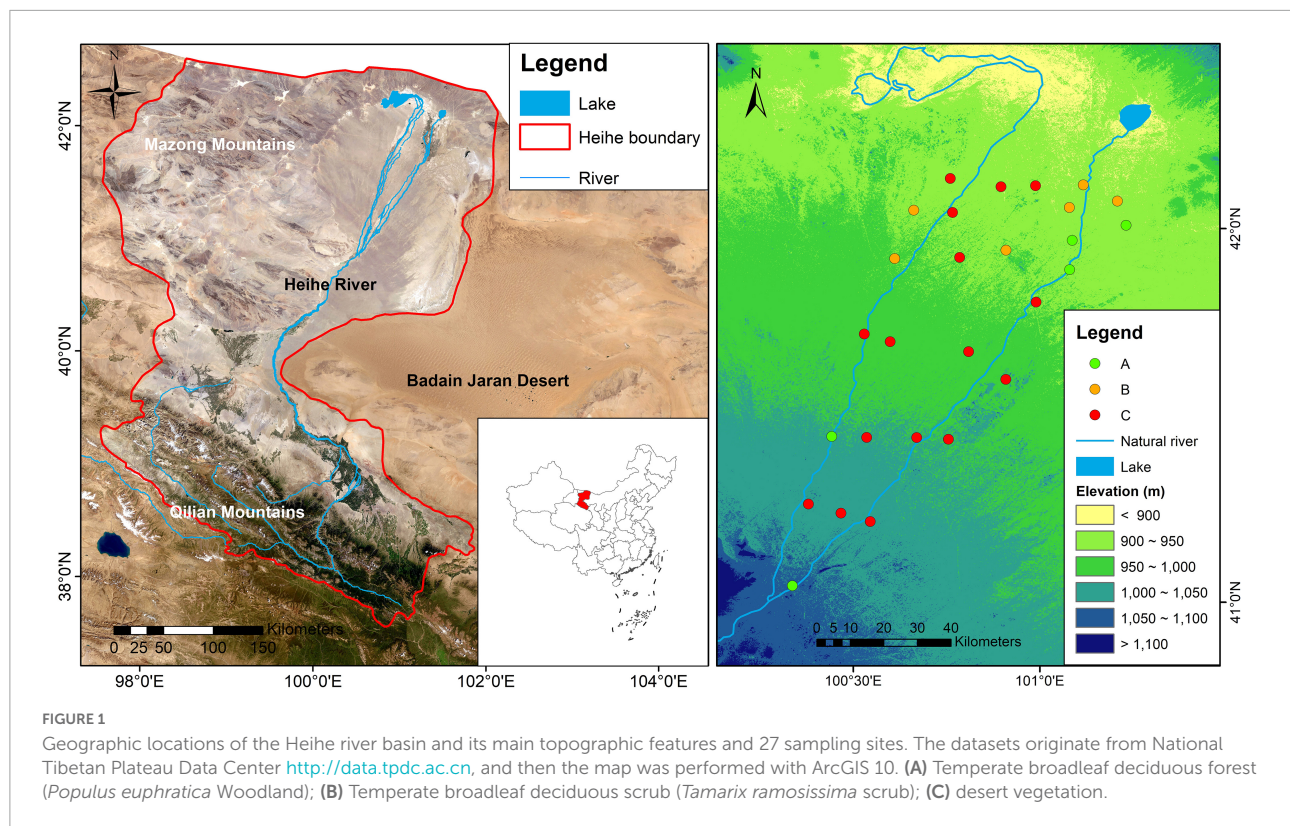 Legend
Lake
Heihe boundary
River
N
42°0'N
40°0'N
38°0'N
Mazong Mountains
Heihe River
Badain Jaran Desert
Qilian Mountains
Kilometers
0 25 50 100 150
98°0'E 100°0'E 102°0'E 104°0'E
N
42°0'N
41°0'N
Legend
A
B
C
Natural river
Lake
Elevation (m)
< 900
900 ~ 950
950 ~ 1,000
1,000 ~ 1,050
1,050 ~ 1,100
> 1,100
0 5 10 20 30 40
Kilometers
100°30'E 101°0'E
FIGURE 1
Geographic locations of the Heihe river basin and its main topographic features and 27 sampling sites. The datasets originate from National
Tibetan Plateau Data Center http://data.tpdc.ac.cn, and then the map was performed with ArcGIS 10. (A) Temperate broadleaf deciduous forest
(Populus euphratica Woodland); (B) Temperate broadleaf deciduous scrub (Tamarix ramosissima scrub); (C) desert vegetation.